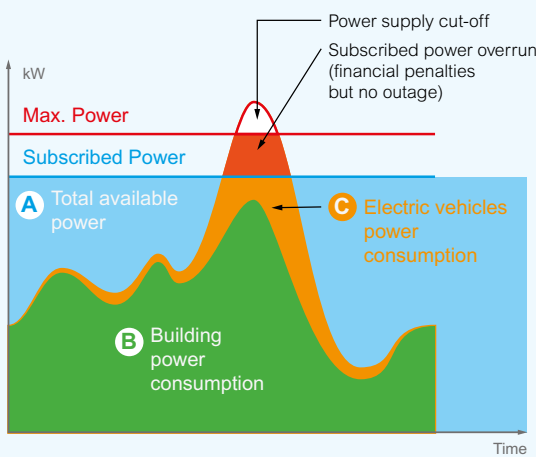 Power supply cut-off
Subscribed power overrun
(financial penalties
but no outage)
kW
Max. Power
Subscribed Power
A Total available
power
C Electric vehicles
power
consumption
B Building
power
consumption
Time